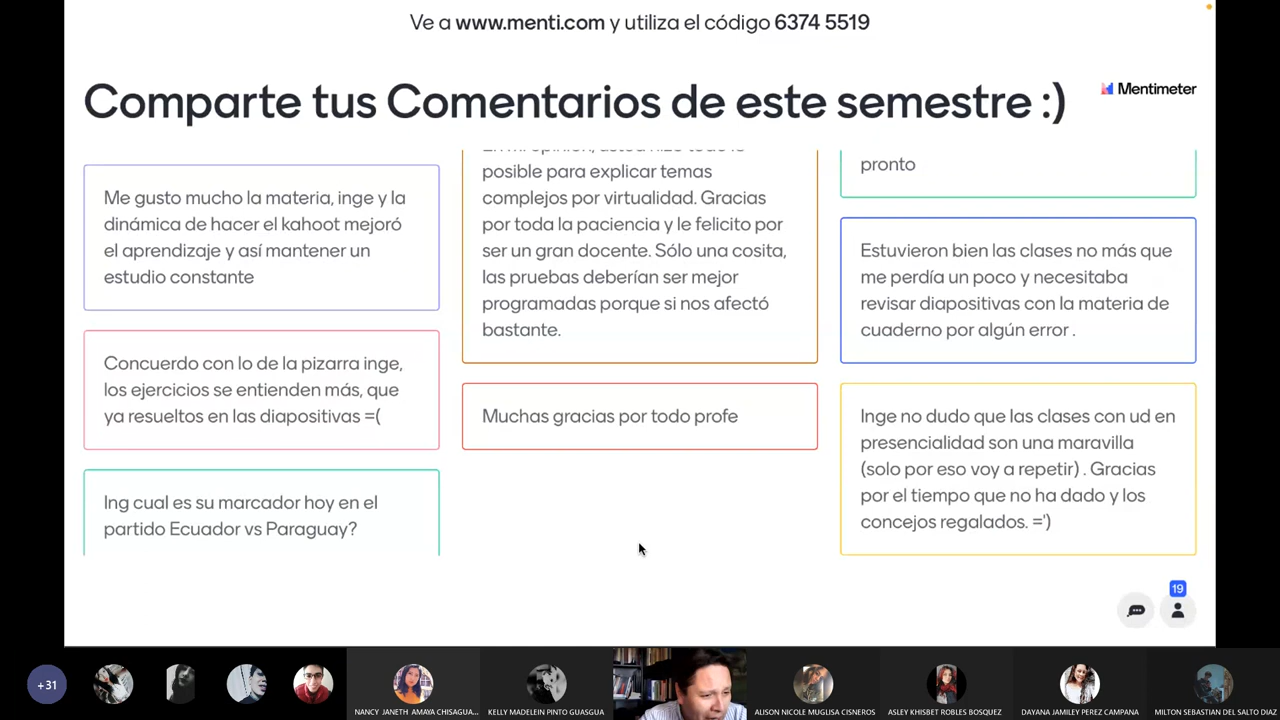 Ve a www.menti.com y utiliza el código 6374 5519
Comparte tus Comentarios de este semestre :)
Mentimeter
Me gusto mucho la materia, inge y la
dinámica de hacer el kahoot mejoró
el aprendizaje y así mantener un
estudio constante
Concuerdo con lo de la pizarra inge,
los ejercicios se entienden más, que
ya resueltos en las diapositivas =(
Ing cual es su marcador hoy en el
partido Ecuador vs Paraguay?
posible para explicar temas
complejos por virtualidad. Gracias
por toda la paciencia y le felicito por
ser un gran docente. Sólo una cosita,
las pruebas deberían ser mejor
programadas porque si nos afectó
bastante.
Muchas gracias por todo profe
pronto
Estuvieron bien las clases no más que
me perdía un poco y necesitaba
revisar diapositivas con la materia de
cuaderno por algún error .
Inge no dudo que las clases con ud en
presencialidad son una maravilla
(solo por eso voy a repetir) . Gracias
por el tiempo que no ha dado y los
concejos regalados. =')
19
+31
NANCY JANETH AMAYA CHISAGUA...
KELLY MADELEIN PINTO GUASGUA
ALISON NICOLE MUGLISA CISNEROS
ASLEY KHISBET ROBLES BOSQUEZ
DAYANA JAMILEY PEREZ CAMPANA
MILTON SEBASTIAN DEL SALTO DIAZ